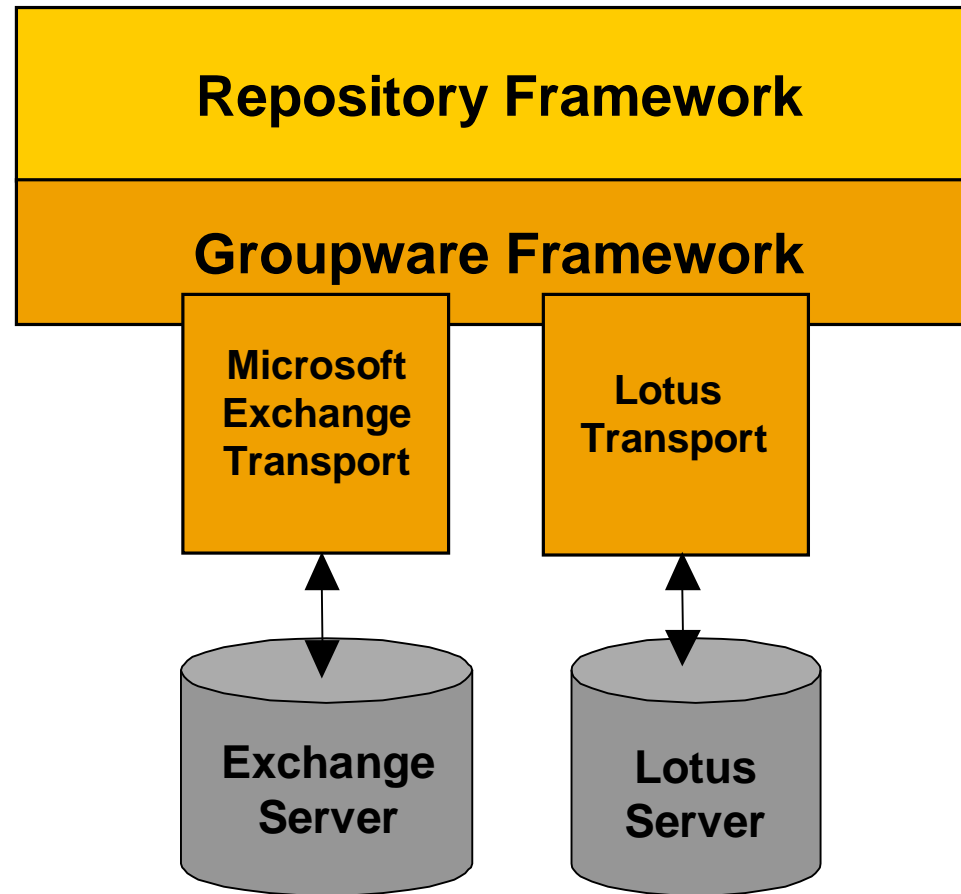 Repository Framework
Groupware Framework
Microsoft
Exchange
Transport
Lotus
Transport
Exchange
Server
Lotus
Server